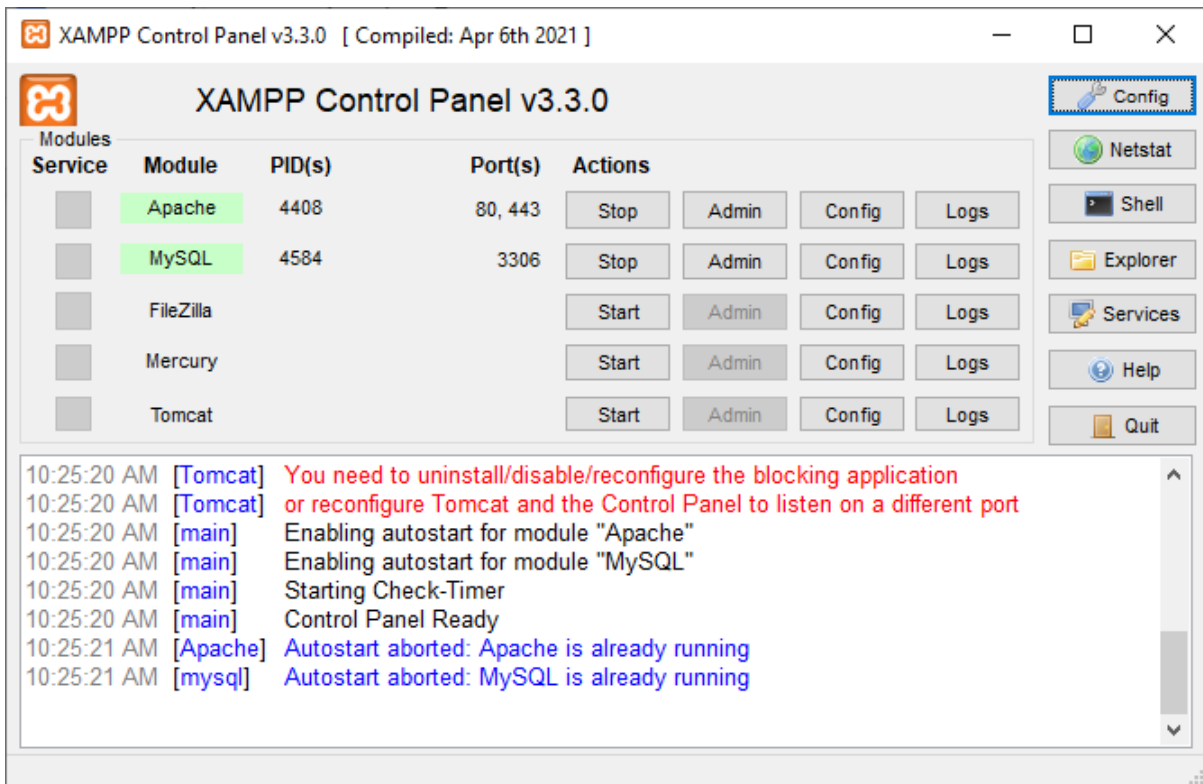 XAMPP Control Panel v3.3.0 [ Compiled: Apr 6th 2021 ]
XAMPP Control Panel v3.3.0
Config
Modules
Service Module PID(s) Port(s) Actions
Netstat
Apache 4408 80, 443 Stop Admin Config Logs
Shell
MySQL 4584 3306 Stop Admin Config Logs
Explorer
FileZilla Start Admin Config Logs
Services
Mercury Start Admin Config Logs
Help
Tomcat Start Admin Config Logs
Quit
10:25:20 AM [Tomcat] You need to uninstall/disable/reconfigure the blocking application
10:25:20 AM [Tomcat] or reconfigure Tomcat and the Control Panel to listen on a different port
10:25:20 AM [main] Enabling autostart for module "Apache"
10:25:20 AM [main] Enabling autostart for module "MySQL"
10:25:20 AM [main] Starting Check-Timer
10:25:20 AM [main] Control Panel Ready
10:25:21 AM [Apache] Autostart aborted: Apache is already running
10:25:21 AM [mysql] Autostart aborted: MySQL is already running